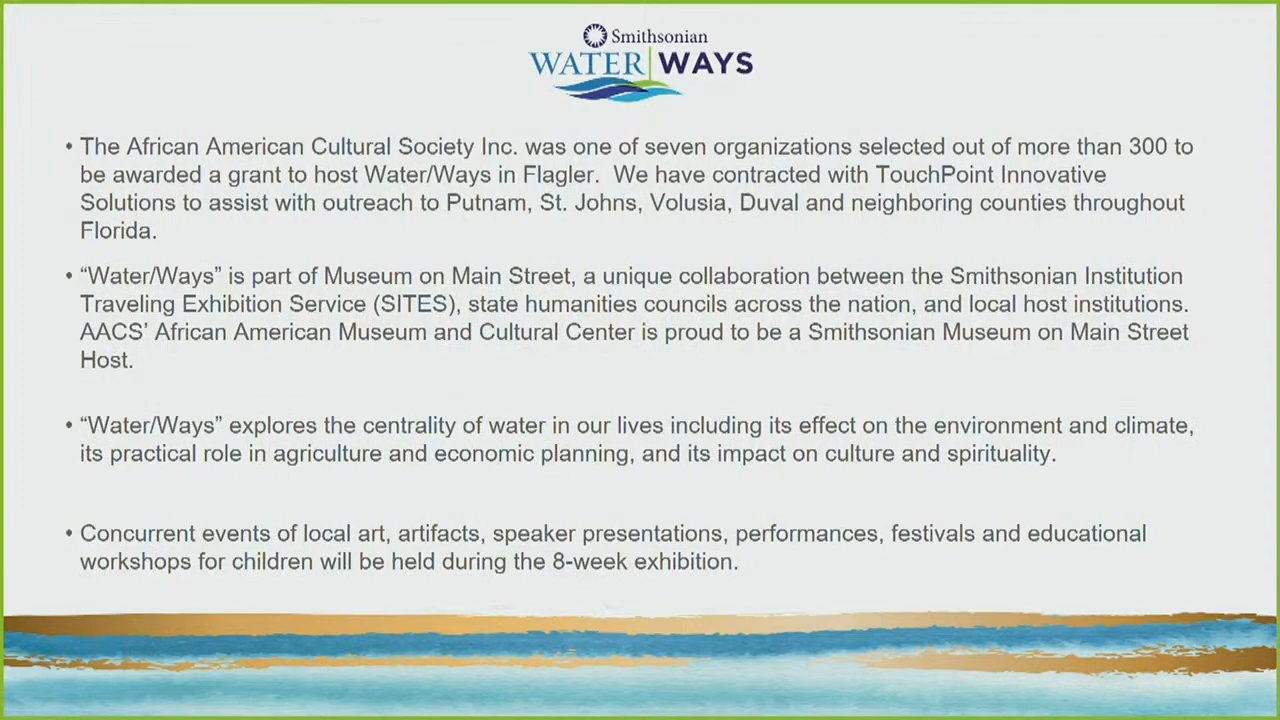 Smithsonian
WATER|WAYS
• The African American Cultural Society Inc. was one of seven organizations selected out of more than 300 to
be awarded a grant to host Water/Ways in Flagler.  We have contracted with TouchPoint Innovative
Solutions to assist with outreach to Putnam, St. Johns, Volusia, Duval and neighboring counties throughout
Florida.
• “Water/Ways” is part of Museum on Main Street, a unique collaboration between the Smithsonian Institution
Traveling Exhibition Service (SITES), state humanities councils across the nation, and local host institutions.
AACS’ African American Museum and Cultural Center is proud to be a Smithsonian Museum on Main Street
Host.
• “Water/Ways” explores the centrality of water in our lives including its effect on the environment and climate,
its practical role in agriculture and economic planning, and its impact on culture and spirituality.
• Concurrent events of local art, artifacts, speaker presentations, performances, festivals and educational
workshops for children will be held during the 8-week exhibition.